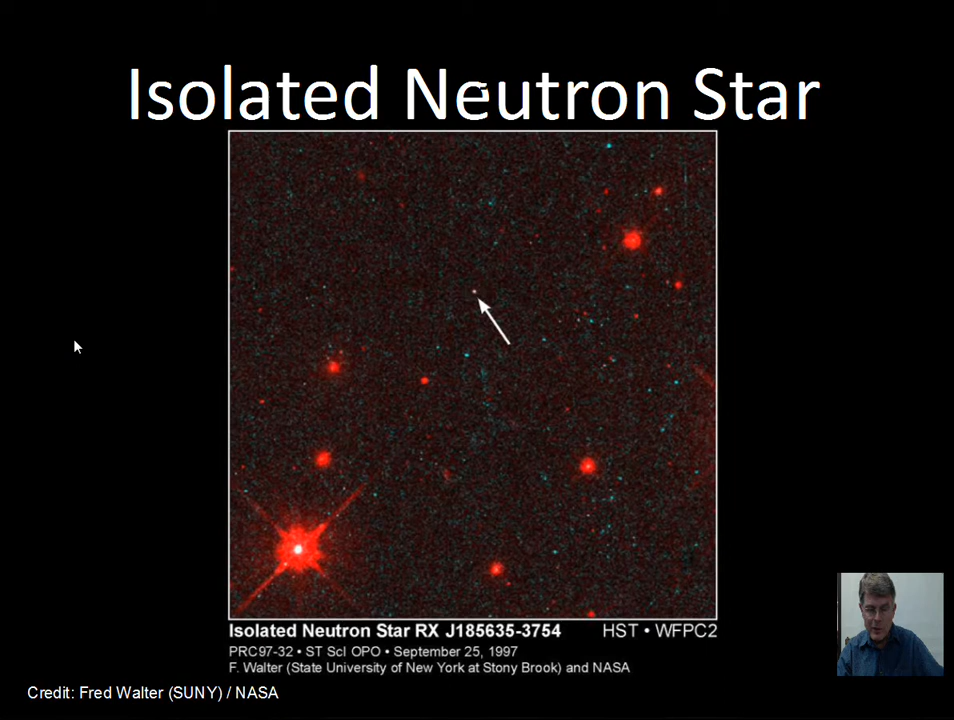 Isolated Neutron Star
Isolated Neutron Star RX J185635-3754 HST • WFPC2
PRC97-32 • ST ScI OPO • September 25, 1997
F. Walter (State University of New York at Stony Brook) and NASA
Credit: Fred Walter (SUNY) / NASA